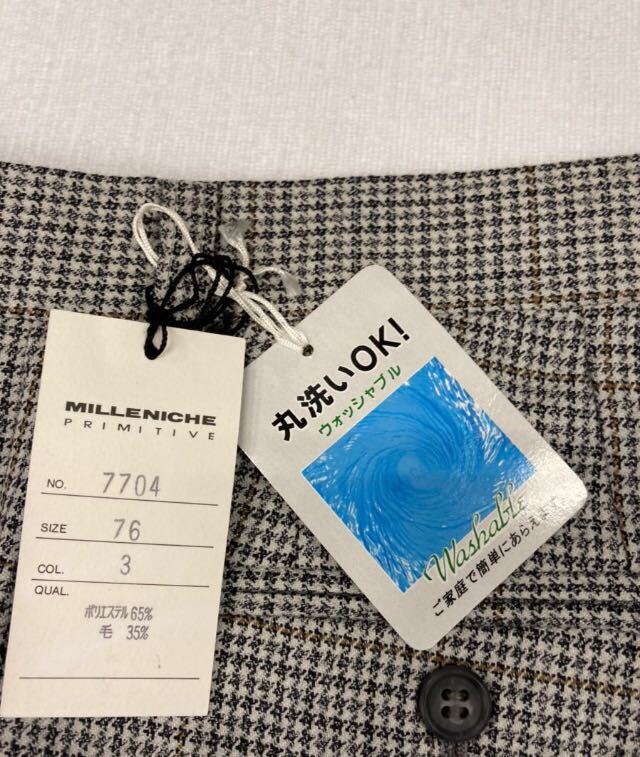 MILLENICHE
PRIMITIVE
NO. 7704
SIZE 76
COL. 3
QUAL.
ポリエステル 65%
毛 35%
丸洗いOK!
ウォッシャブル
Washable
ご家庭で簡単にあらえます